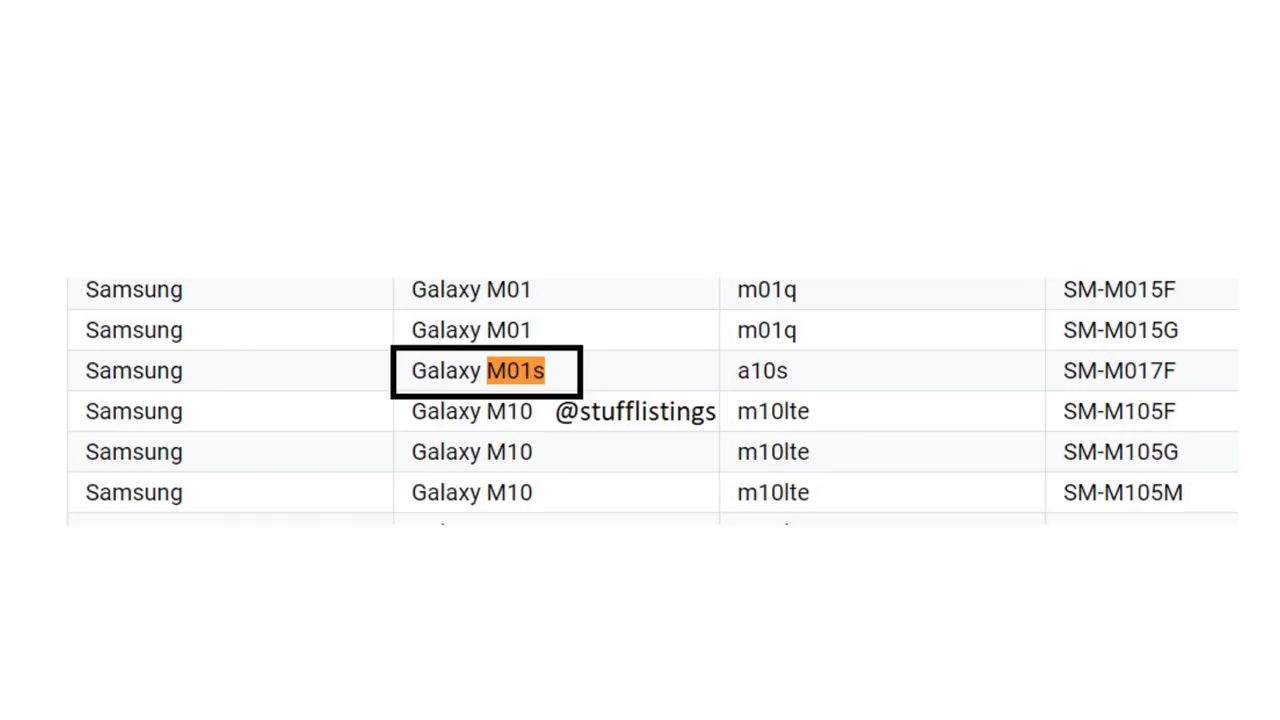 Samsung Galaxy M01 m01q SM-M015F
Samsung Galaxy M01 m01q SM-M015G
Samsung Galaxy M01s a10s SM-M017F
Samsung Galaxy M10 @stufflistings m10lte SM-M105F
Samsung Galaxy M10 m10lte SM-M105G
Samsung Galaxy M10 m10lte SM-M105M